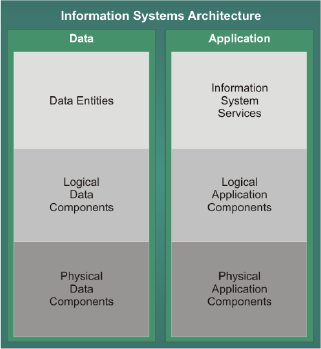 Information Systems Architecture
Data
Application
Data Entities
Information
System
Services
Logical
Data
Components
Logical
Application
Components
Physical
Data
Components
Physical
Application
Components